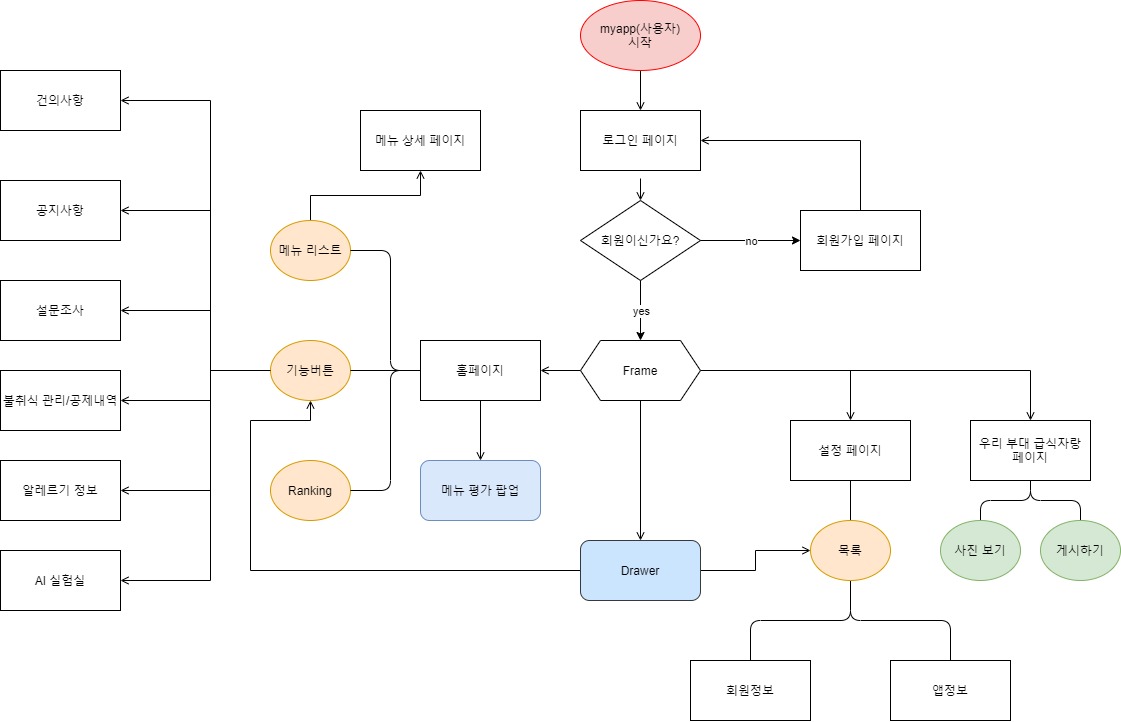 myapp(사용자)
시작
로그인 페이지
회원이신가요?
no
회원가입 페이지
yes
Frame
홈페이지
메뉴 평가 팝업
메뉴 상세 페이지
메뉴 리스트
기능버튼
Ranking
건의사항
공지사항
설문조사
불취식 관리/공제내역
알레르기 정보
AI 실험실
Drawer
설정 페이지
목록
회원정보
앱정보
우리 부대 급식자랑
페이지
사진 보기
게시하기